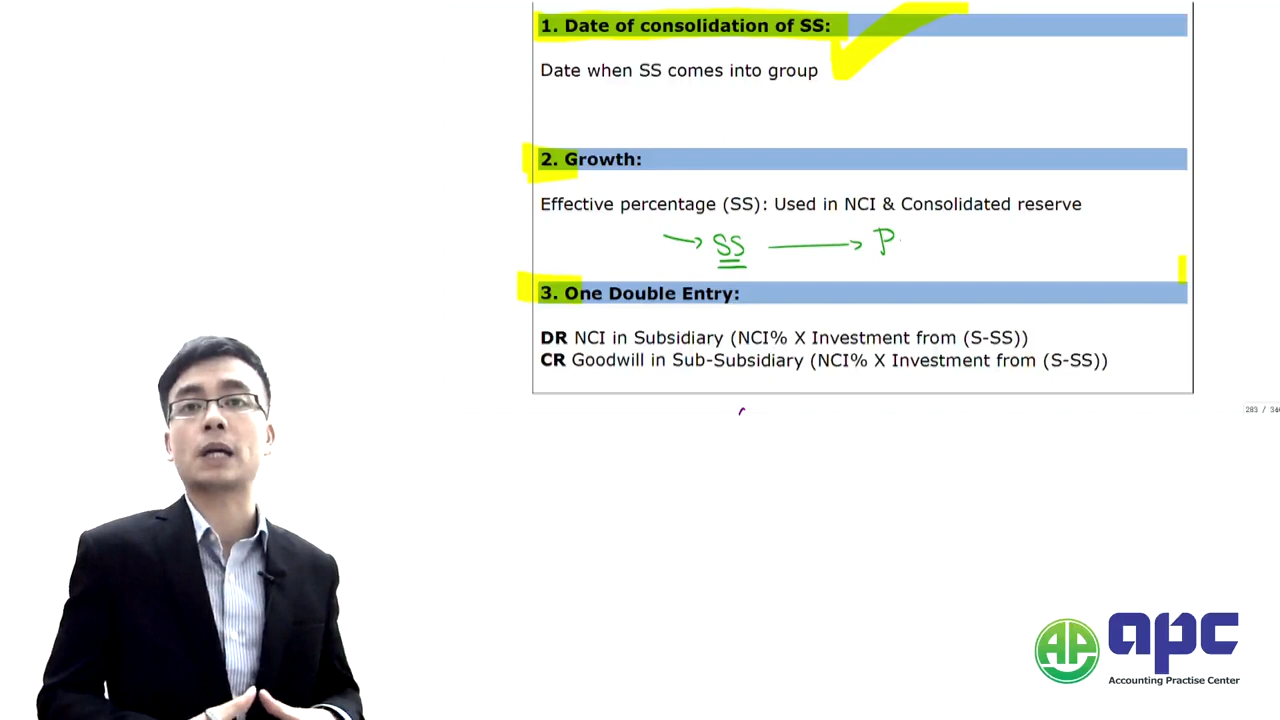 1. Date of consolidation of SS:
Date when SS comes into group
2. Growth:
Effective percentage (SS): Used in NCI & Consolidated reserve
→ SS → P
3. One Double Entry:
DR NCI in Subsidiary (NCI% X Investment from (S-SS))
CR Goodwill in Sub-Subsidiary (NCI% X Investment from (S-SS))
AP apc
Accounting Practise Center